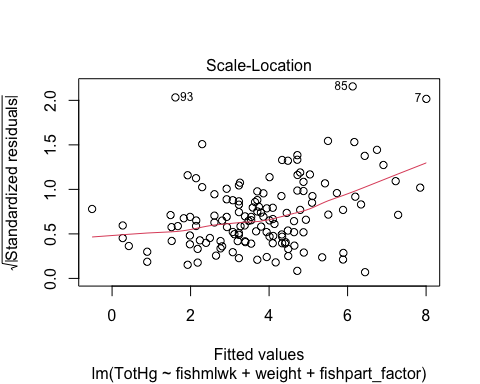 Scale-Location
√|Standardized residuals|
2.0
1.5
1.0
0.5
0.0
93
85
7
0 2 4 6 8
Fitted values
lm(TotHg ~ fishmlwk + weight + fishpart_factor)